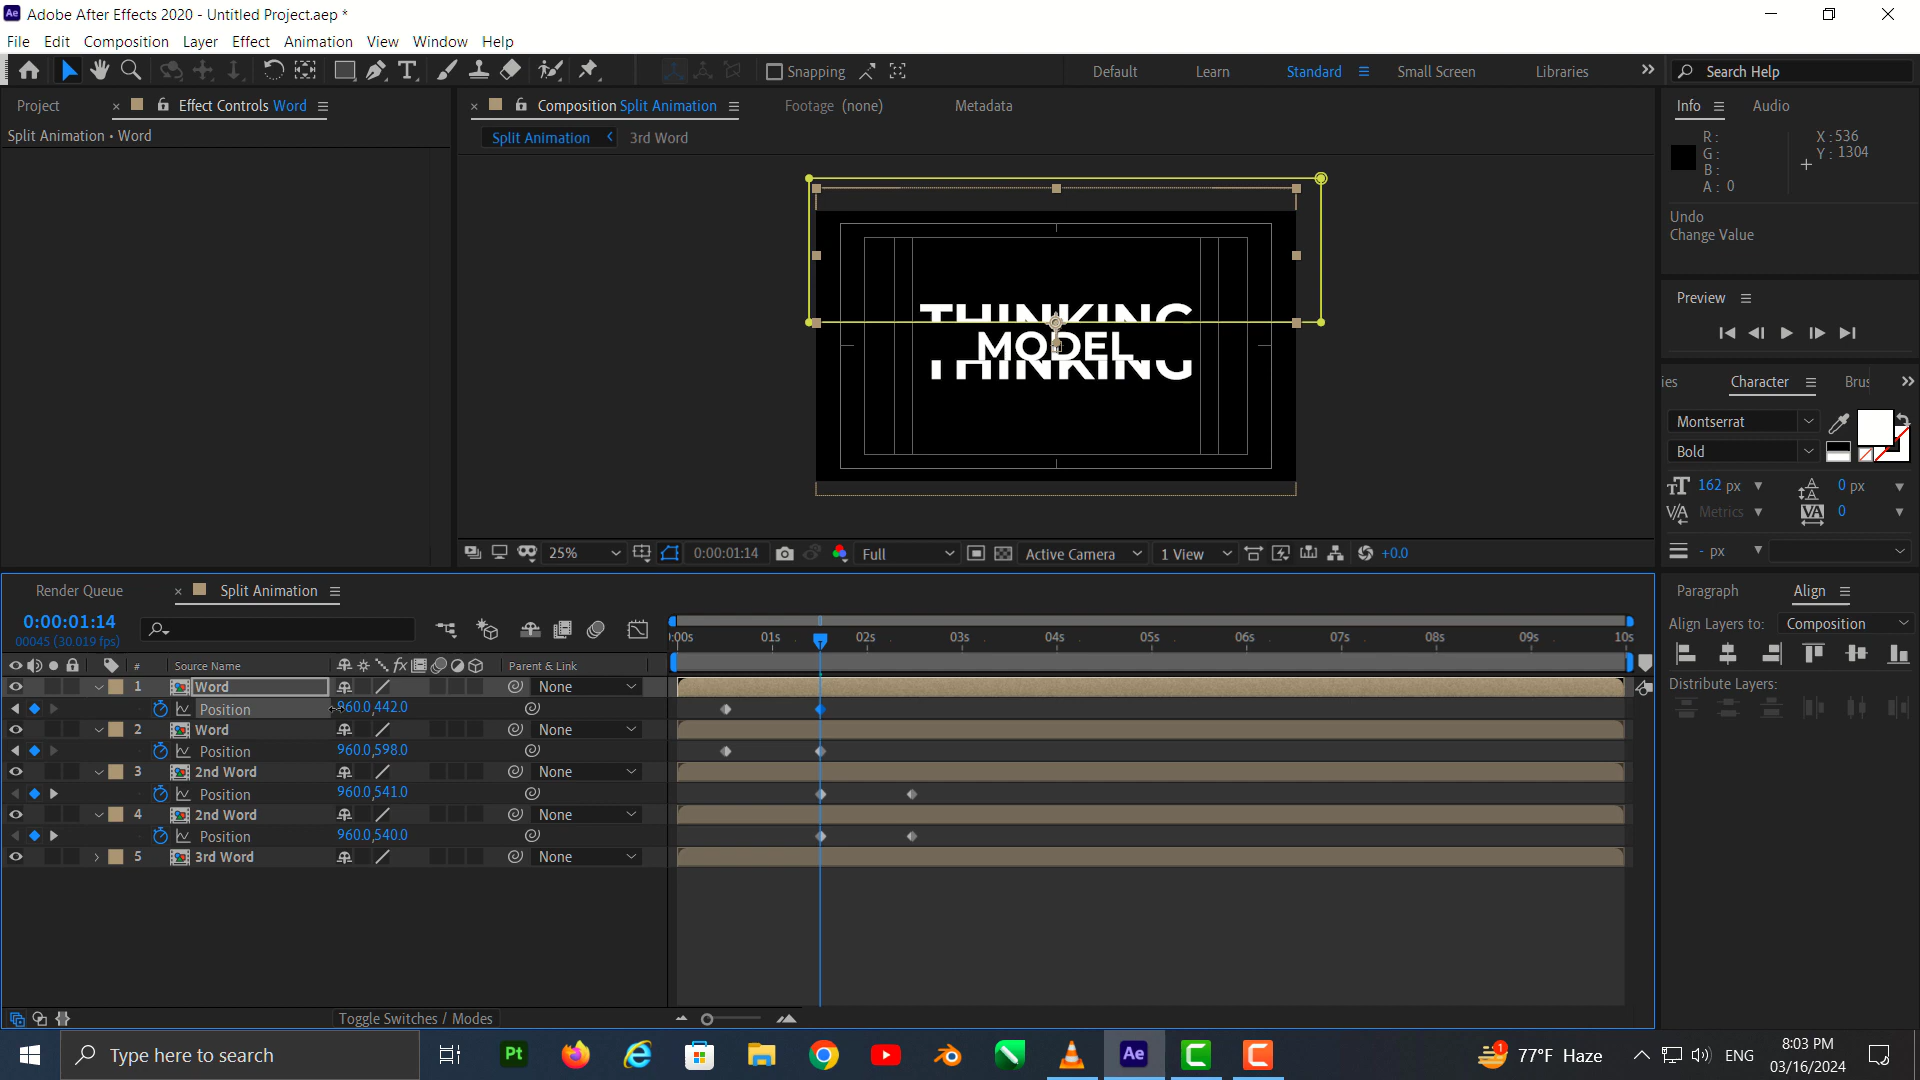 Adobe After Effects 2020 - Untitled Project.aep *
File Edit Composition Layer Effect Animation View Window Help
Snapping
Default Learn Standard Small Screen Libraries
Search Help
Project
Effect Controls Word
Split Animation • Word
Composition Split Animation
Footage (none)
Metadata
Split Animation
3rd Word
THINKING
MODEL
THINKING
25%
0:00:01:14
Full
Active Camera
1 View
+0.0
Info
Audio
R :
G :
B :
A : 0
X : 536
Y : 1304
Undo
Change Value
Preview
ies
Character
Brus
Montserrat
Bold
162 px
0 px
Metrics
0
- px
Paragraph
Align
Align Layers to: Composition
Distribute Layers:
Render Queue
Split Animation
0:00:01:14
00045 (30.019 fps)
:00s 01s 02s 03s 04s 05s 06s 07s 08s 09s 10s
# Source Name
Parent & Link
1 Word None
Position 960.0,442.0
2 Word None
Position 960.0,598.0
3 2nd Word None
Position 960.0,541.0
4 2nd Word None
Position 960.0,540.0
5 3rd Word None
Toggle Switches / Modes
Type here to search
Pt
Ae
1
77°F Haze
ENG
8:03 PM
03/16/2024